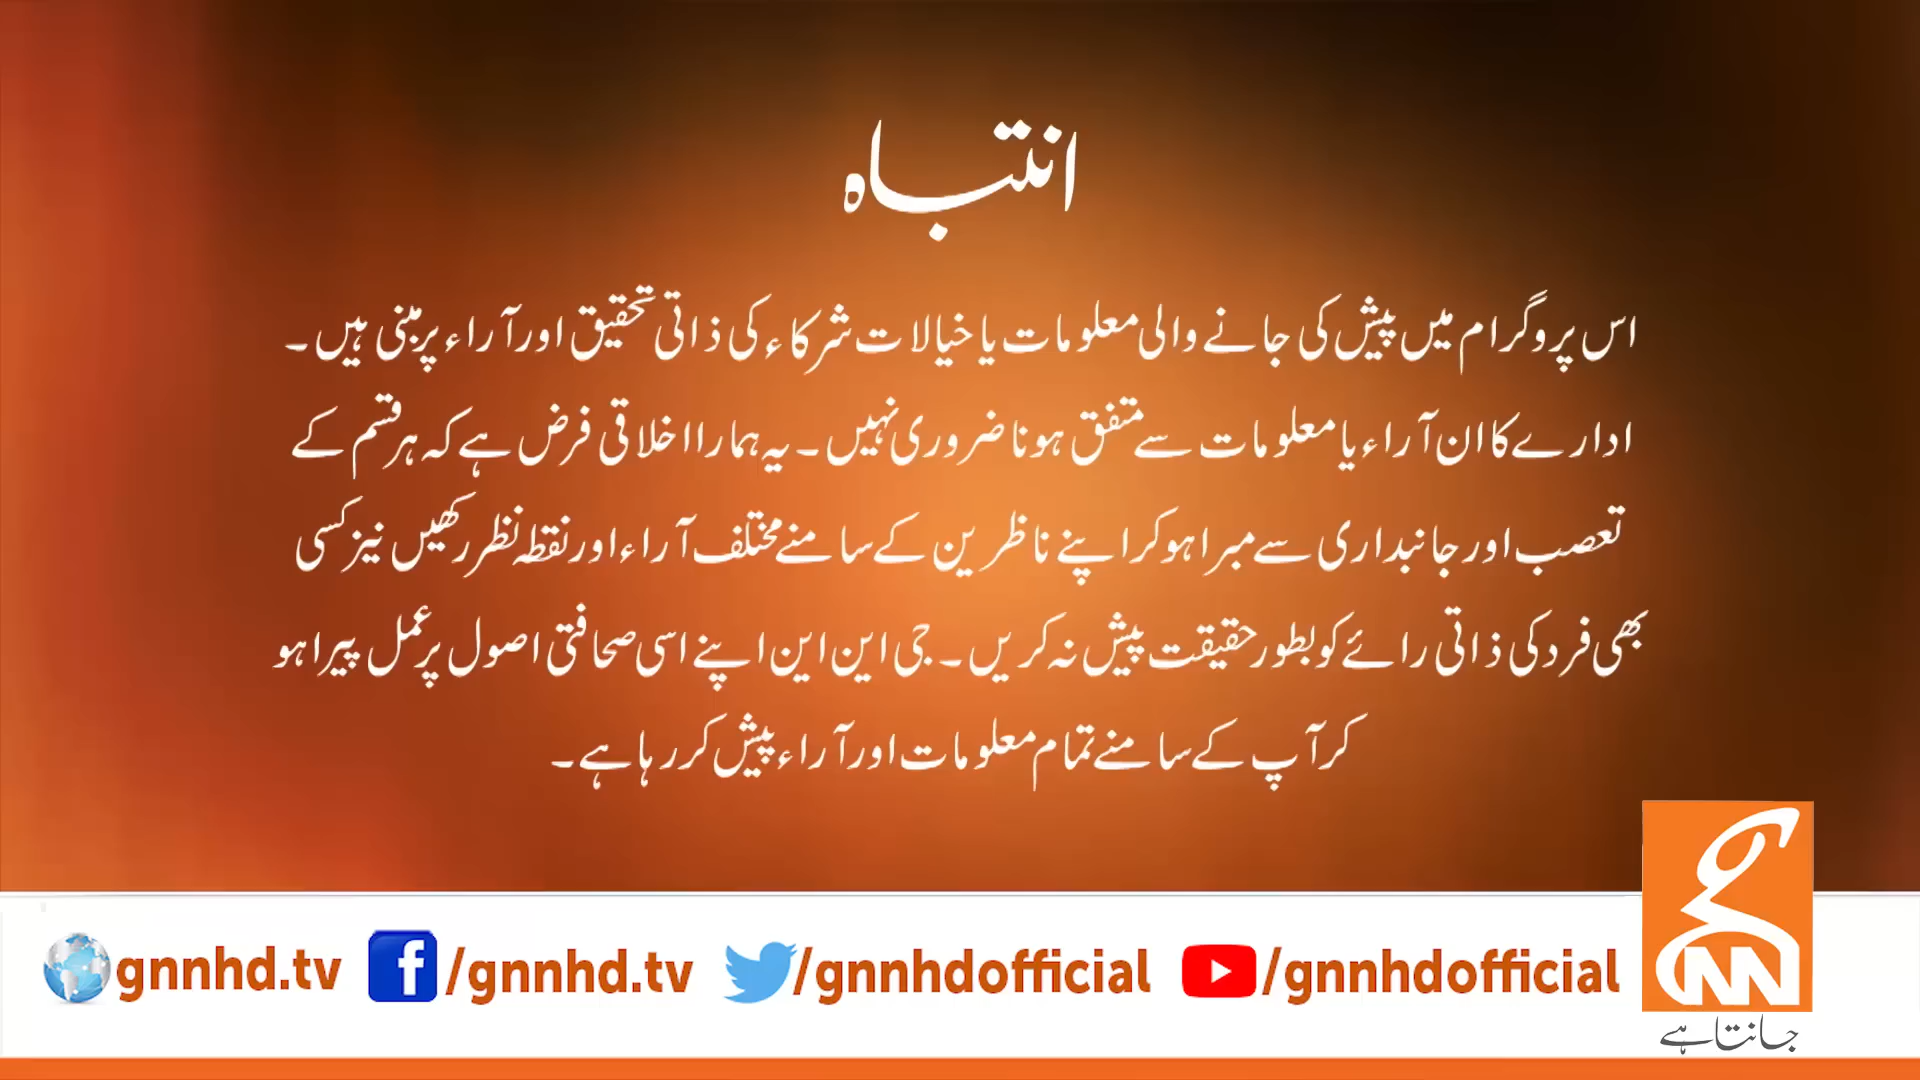 انتباہ
اس پروگرام میں پیش کی جانے والی معلومات یا خیالات شرکاء کی ذاتی تحقیق اور آراء پر مبنی ہیں۔
ادارے کا ان آراء یا معلومات سے متفق ہونا ضروری نہیں۔ یہ ہمارا اخلاقی فرض ہے کہ ہر قسم کے
تعصب اور جانبداری سے مبرا ہو کر اپنے ناظرین کے سامنے مختلف آراء اور نقطہ نظر رکھیں نیز کسی
بھی فرد کی ذاتی رائے کو بطور حقیقت پیش نہ کریں۔ جی این این اپنے اسی صحافتی اصول پر عمل پیرا ہو
کر آپ کے سامنے تمام معلومات اور آراء پیش کر رہا ہے۔
gnnhd.tv /gnnhd.tv /gnnhdofficial /gnnhdofficial
GNN
جانتا ہے